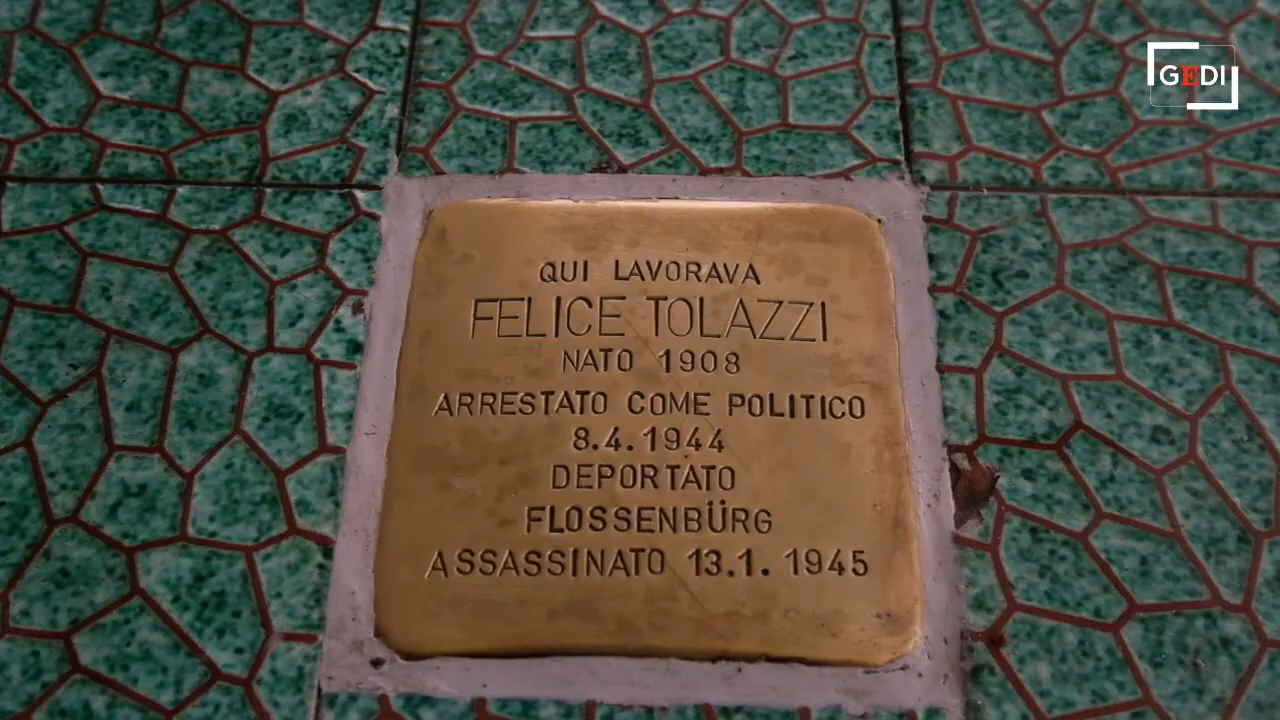 GEDI
QUI LAVORAVA
FELICE TOLAZZI
NATO 1908
ARRESTATO COME POLITICO
8.4.1944
DEPORTATO
FLOSSENBÜRG
ASSASSINATO 13.1. 1945